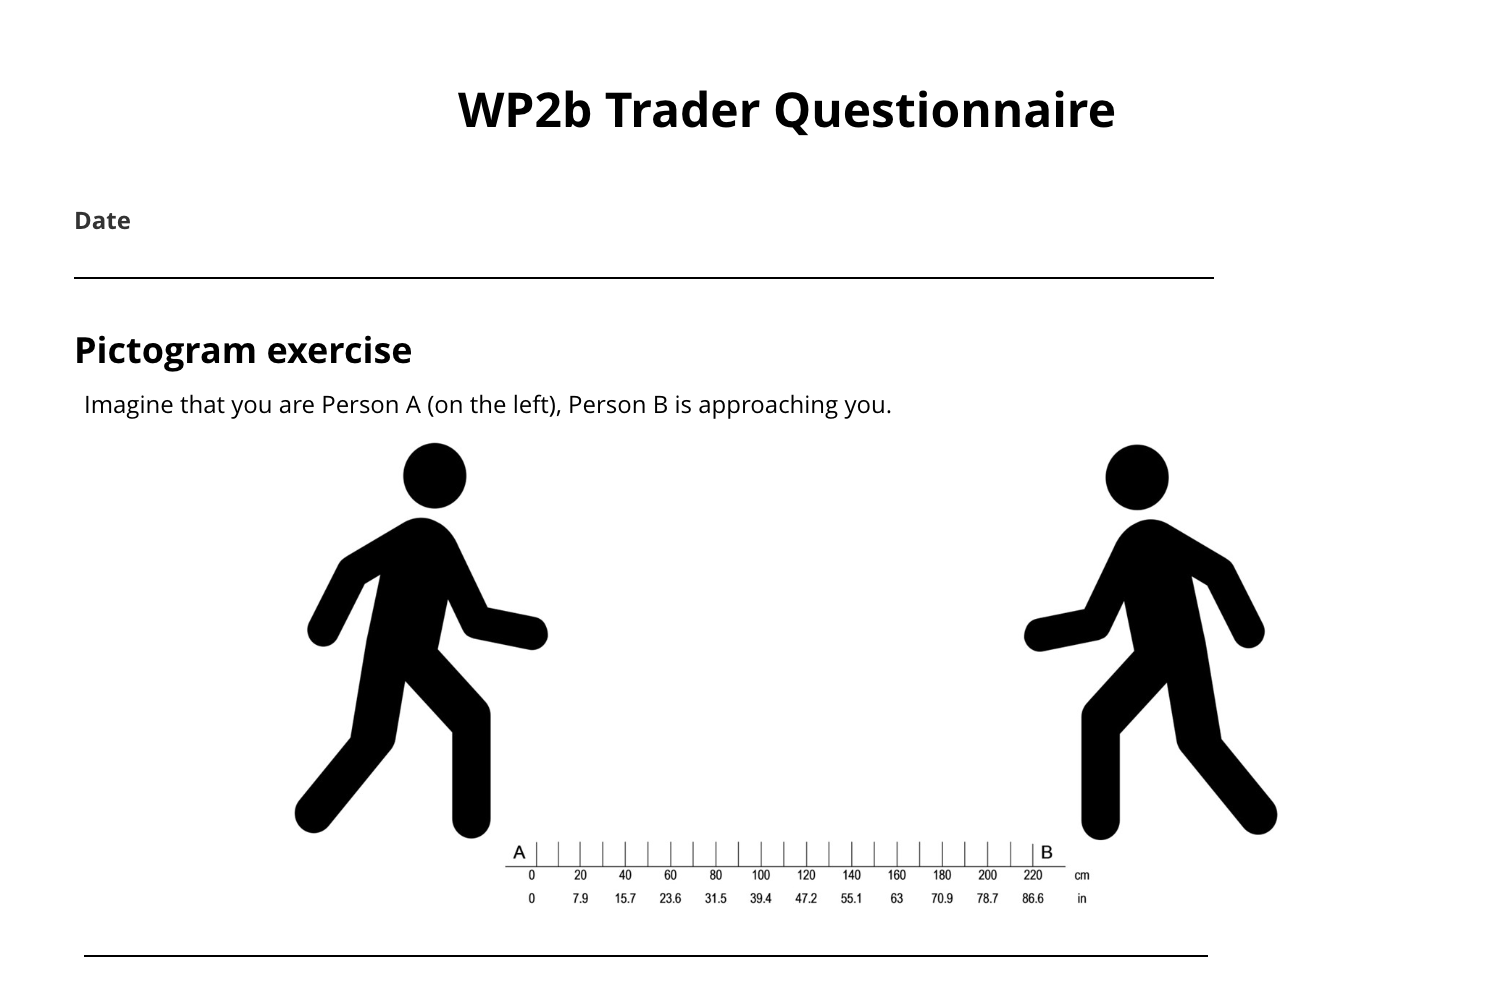 WP2b Trader Questionnaire
Date
Pictogram exercise
Imagine that you are Person A (on the left), Person B is approaching you.
A B
0 20 40 60 80 100 120 140 160 180 200 220 cm
0 7.9 15.7 23.6 31.5 39.4 47.2 55.1 63 70.9 78.7 86.6 in